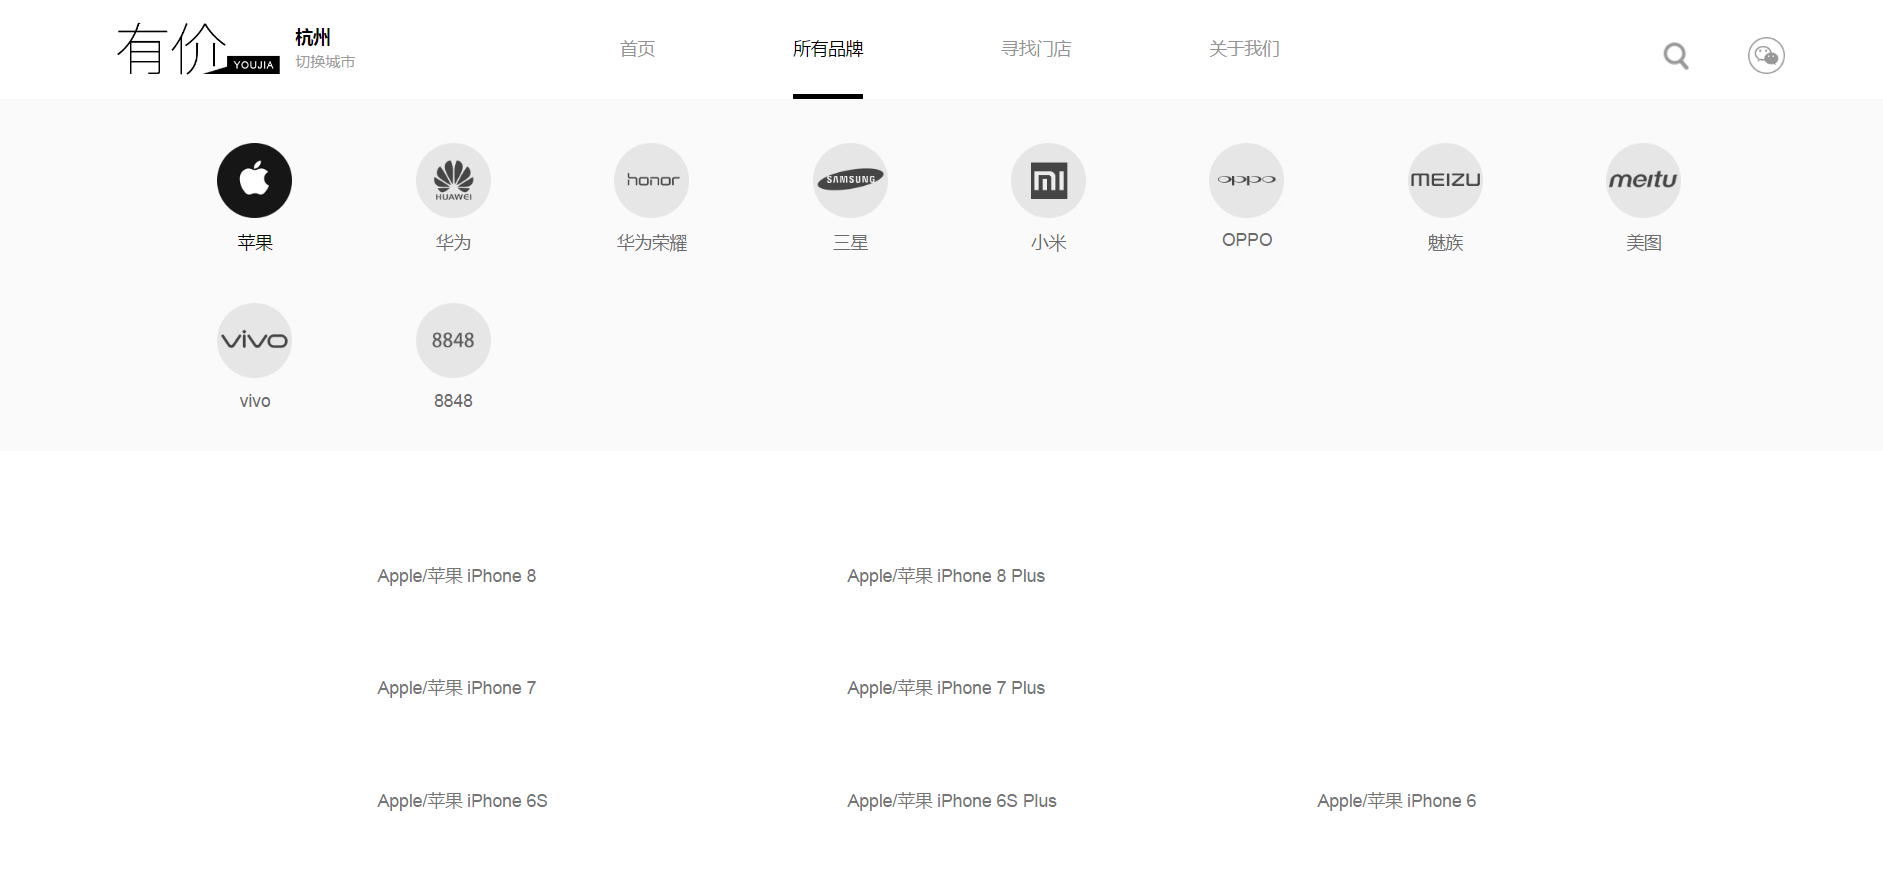 有价
YOUJIA
杭州
切换城市
首页
所有品牌
寻找门店
关于我们
HUAWEI
honor
SAMSUNG
mi
oppo
MEIZU
meitu
苹果
华为
华为荣耀
三星
小米
OPPO
魅族
美图
vivo
8848
vivo
8848
Apple/苹果 iPhone 8
Apple/苹果 iPhone 8 Plus
Apple/苹果 iPhone 7
Apple/苹果 iPhone 7 Plus
Apple/苹果 iPhone 6S
Apple/苹果 iPhone 6S Plus
Apple/苹果 iPhone 6